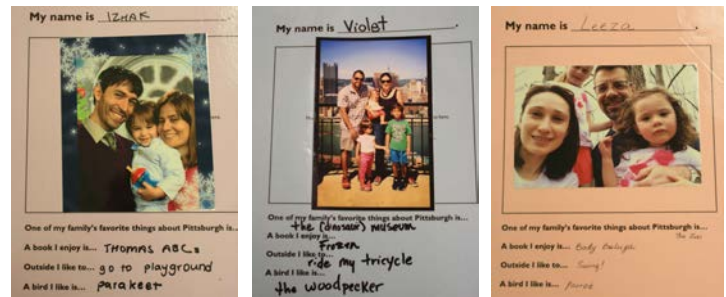 My name is IZHAK.
One of my family's favorite things about Pittsburgh is...
A book I enjoy is... THOMAS ABCs
Outside I like to... go to playground
A bird I like is... parakeet
My name is Violet.
One of my family's favorite things about Pittsburgh is...
the (dinosaur) museum
A book I enjoy is...
Frozen
Outside I like to...
ride my tricycle
A bird I like is...
the woodpecker
My name is Leeza.
One of my family's favorite things about Pittsburgh is...
The Zoo
A book I enjoy is... Baby Beluga
Outside I like to... Swing!
A bird I like is...